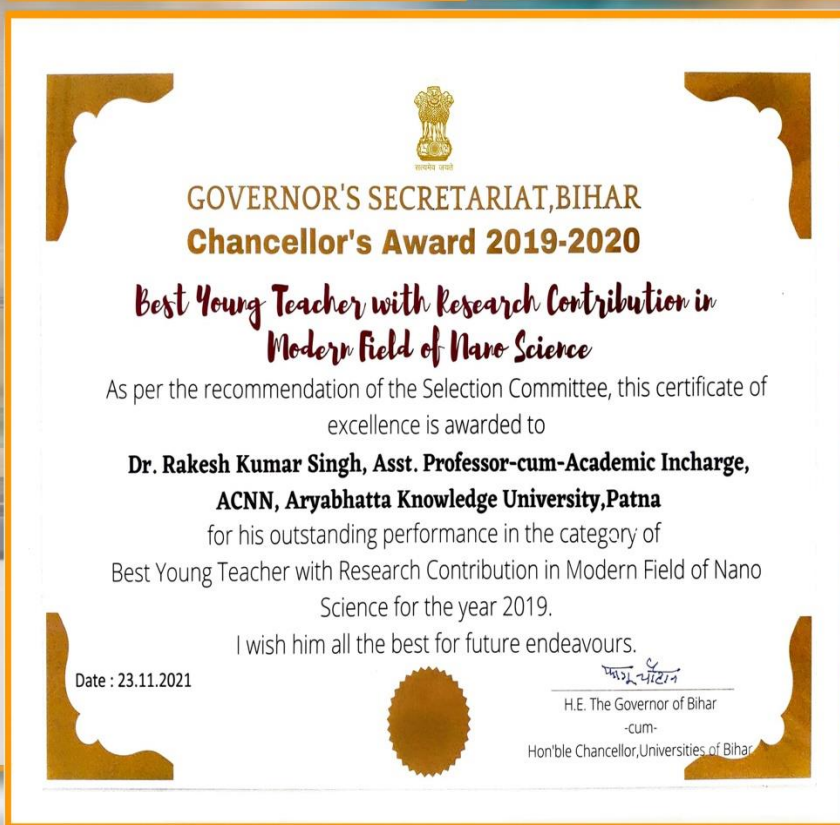 सत्यमेव जयते
GOVERNOR'S SECRETARIAT,BIHAR
Chancellor's Award 2019-2020
Best Young Teacher with Research Contribution in
Modern Field of Nano Science
As per the recommendation of the Selection Committee, this certificate of
excellence is awarded to
Dr. Rakesh Kumar Singh, Asst. Professor-cum-Academic Incharge,
ACNN, Aryabhatta Knowledge University,Patna
for his outstanding performance in the category of
Best Young Teacher with Research Contribution in Modern Field of Nano
Science for the year 2019.
I wish him all the best for future endeavours.
Date : 23.11.2021
फागू चौहान
H.E. The Governor of Bihar
-cum-
Hon'ble Chancellor,Universities of Bihar